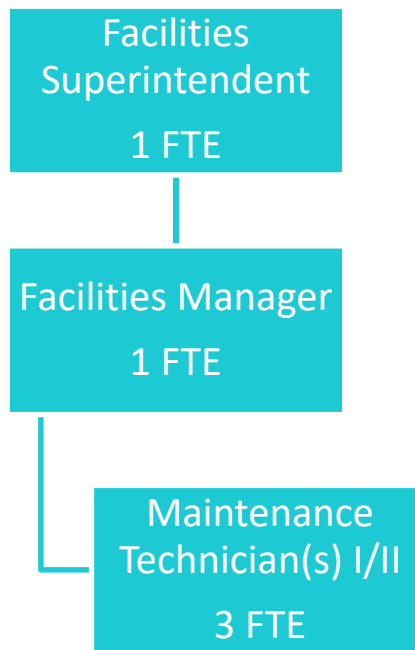 Facilities
Superintendent
1 FTE
Facilities Manager
1 FTE
Maintenance
Technician(s) I/II
3 FTE